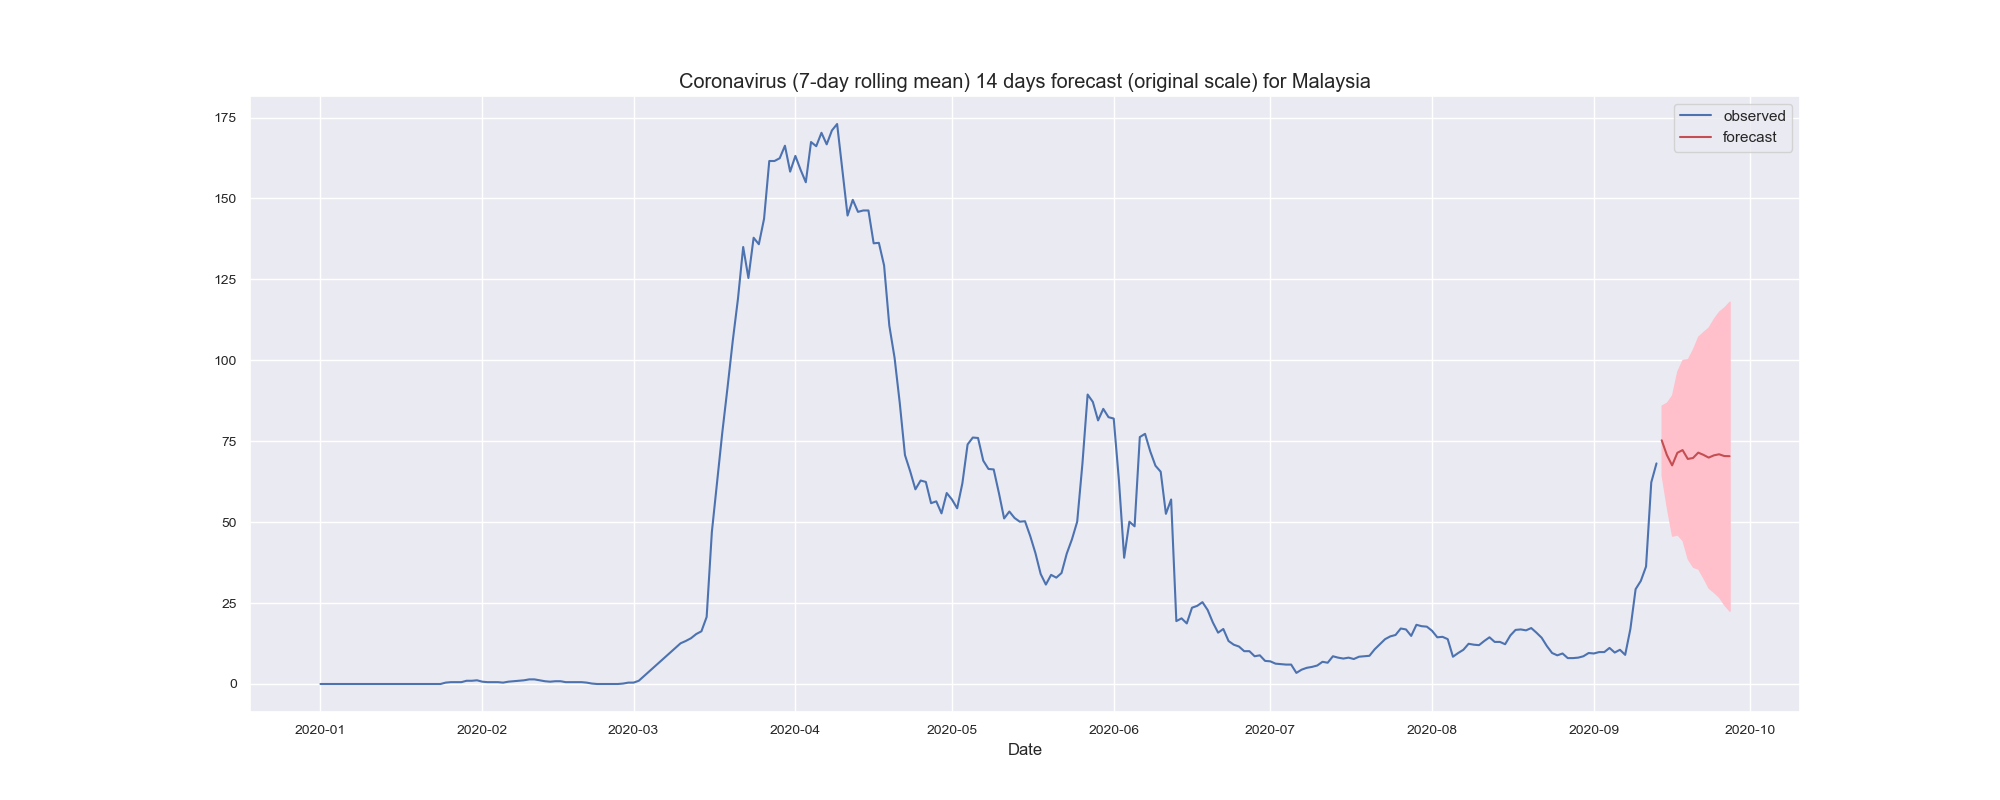 Coronavirus (7-day rolling mean) 14 days forecast (original scale) for Malaysia
observed
forecast
175
150
125
100
75
50
25
0
2020-01 2020-02 2020-03 2020-04 2020-05 2020-06 2020-07 2020-08 2020-09 2020-10
Date